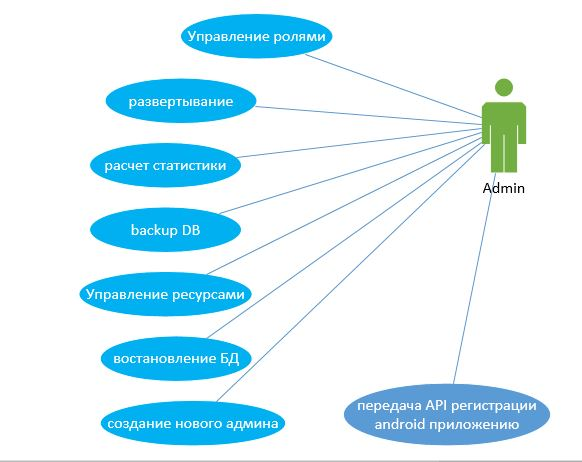 Управление ролями
развертывание
расчет статистики
Admin
backup DB
Управление ресурсами
востановление БД
создание нового админа
передача API регистрации
android приложению